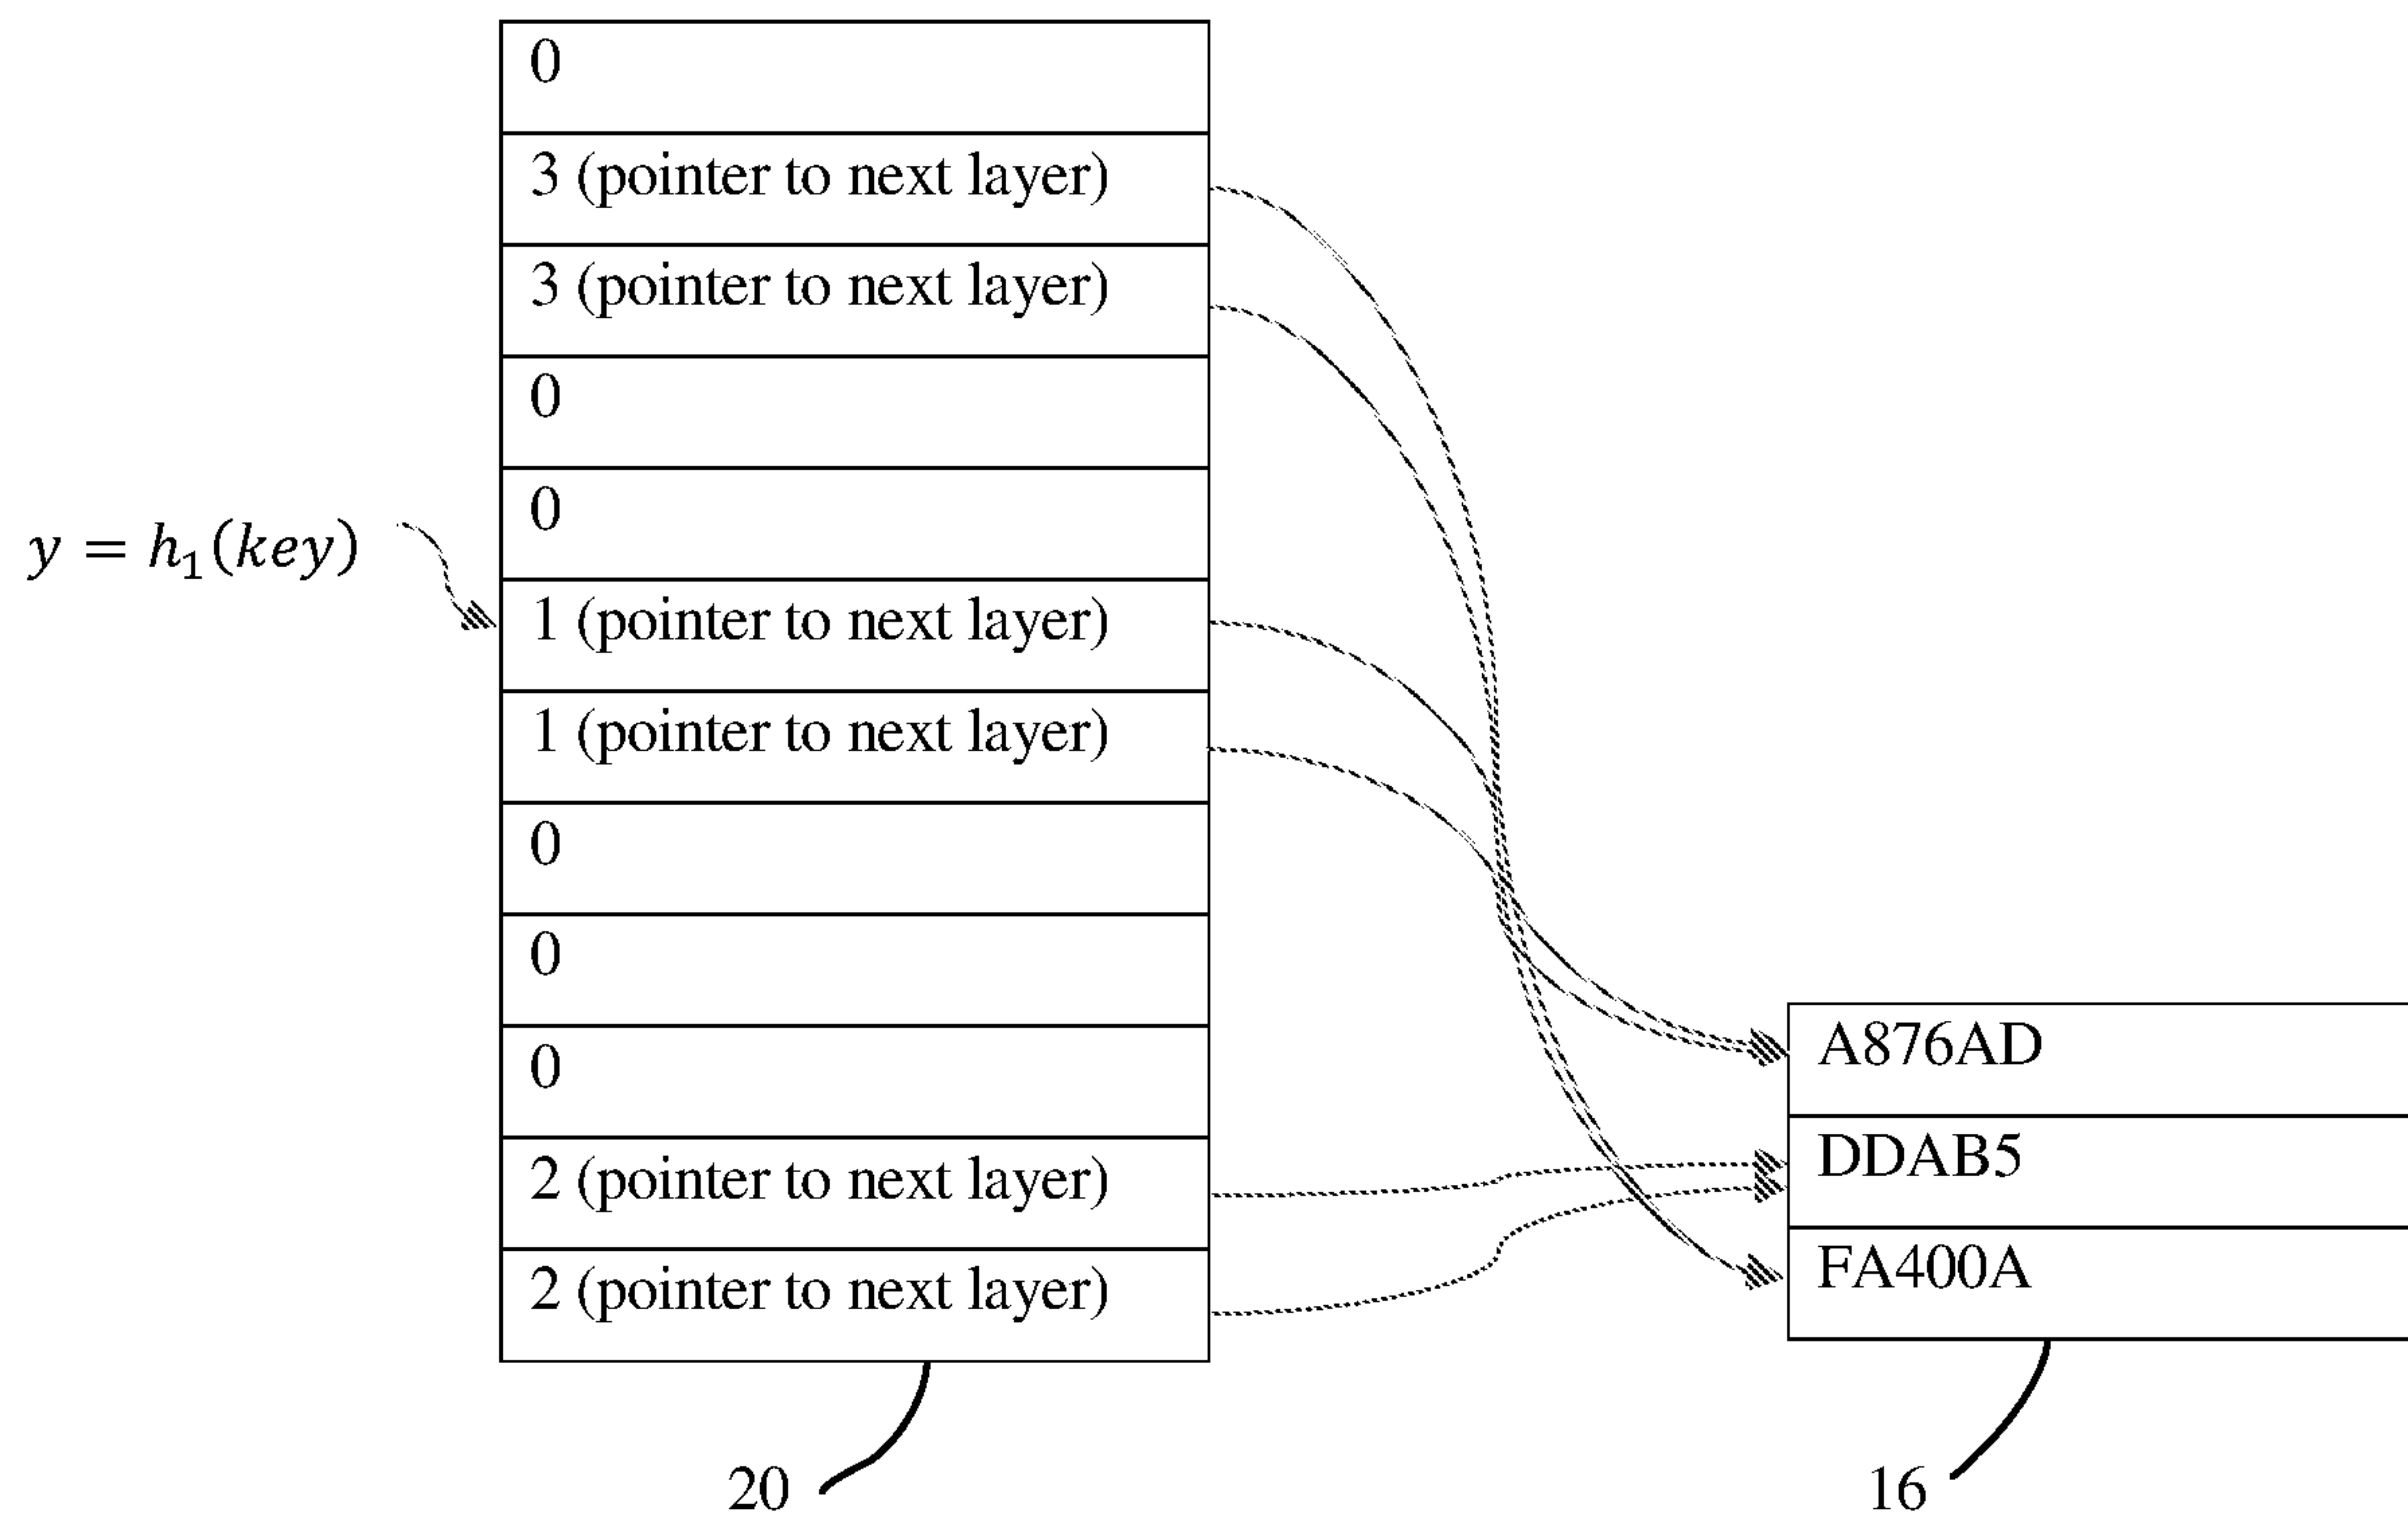 0
3 (pointer to next layer)
3 (pointer to next layer)
0
0
y = h₁(key)
1 (pointer to next layer)
1 (pointer to next layer)
0
0
0
2 (pointer to next layer)
2 (pointer to next layer)
A876AD
DDAB5
FA400A
20
16